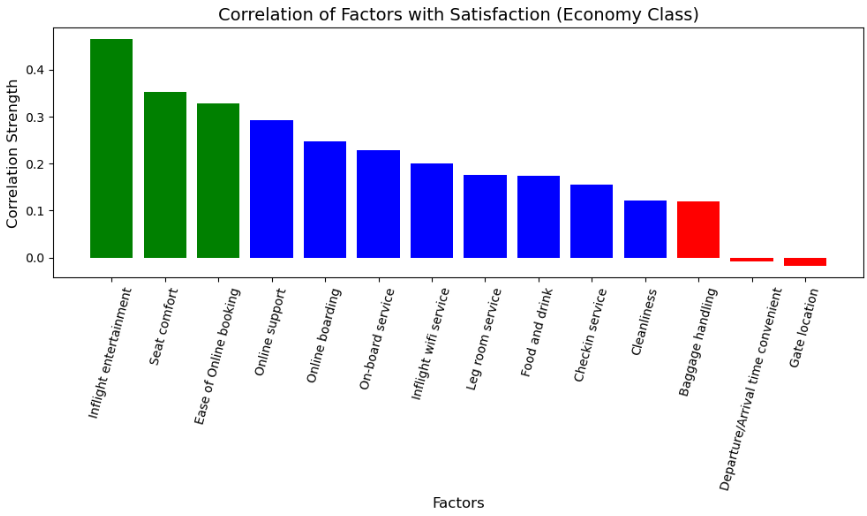 Correlation of Factors with Satisfaction (Economy Class)
Correlation Strength
0.4
0.3
0.2
0.1
0.0
Inflight entertainment
Seat comfort
Ease of Online booking
Online support
Online boarding
On-board service
Inflight wifi service
Leg room service
Food and drink
Checkin service
Cleanliness
Baggage handling
Departure/Arrival time convenient
Gate location
Factors